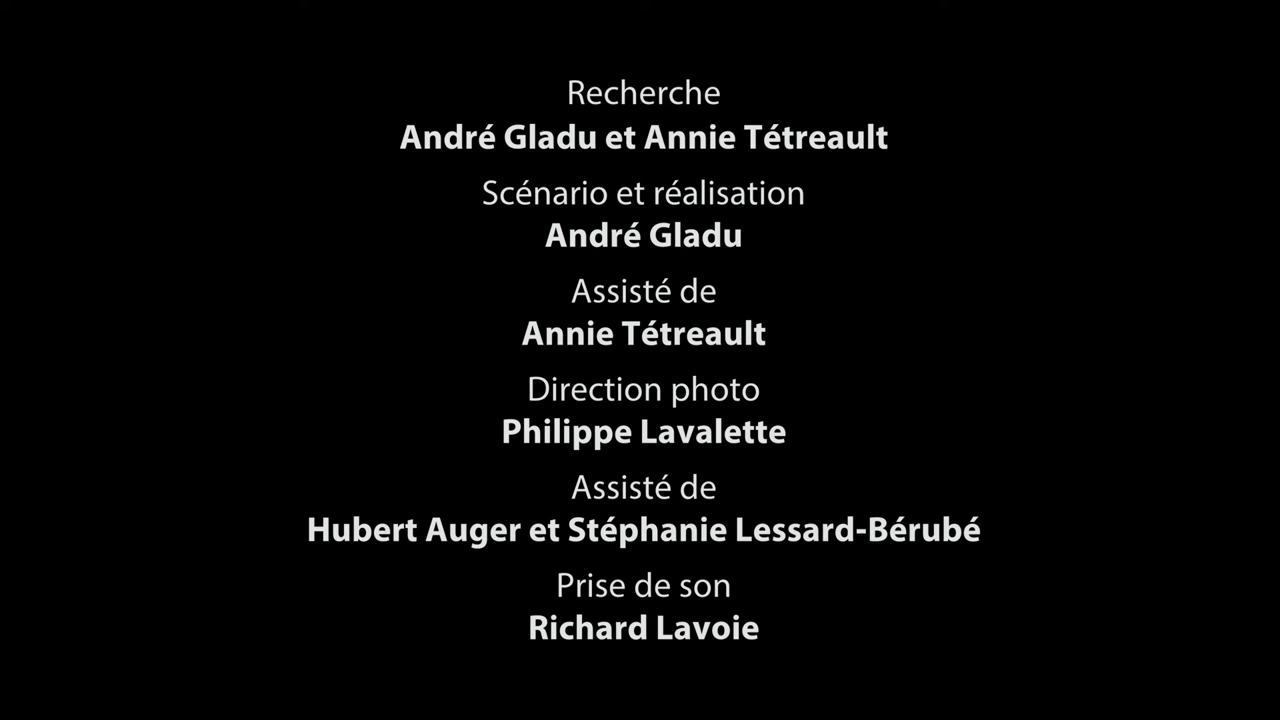 Recherche
André Gladu et Annie Tétreault
Scénario et réalisation
André Gladu
Assisté de
Annie Tétreault
Direction photo
Philippe Lavalette
Assisté de
Hubert Auger et Stéphanie Lessard-Bérubé
Prise de son
Richard Lavoie